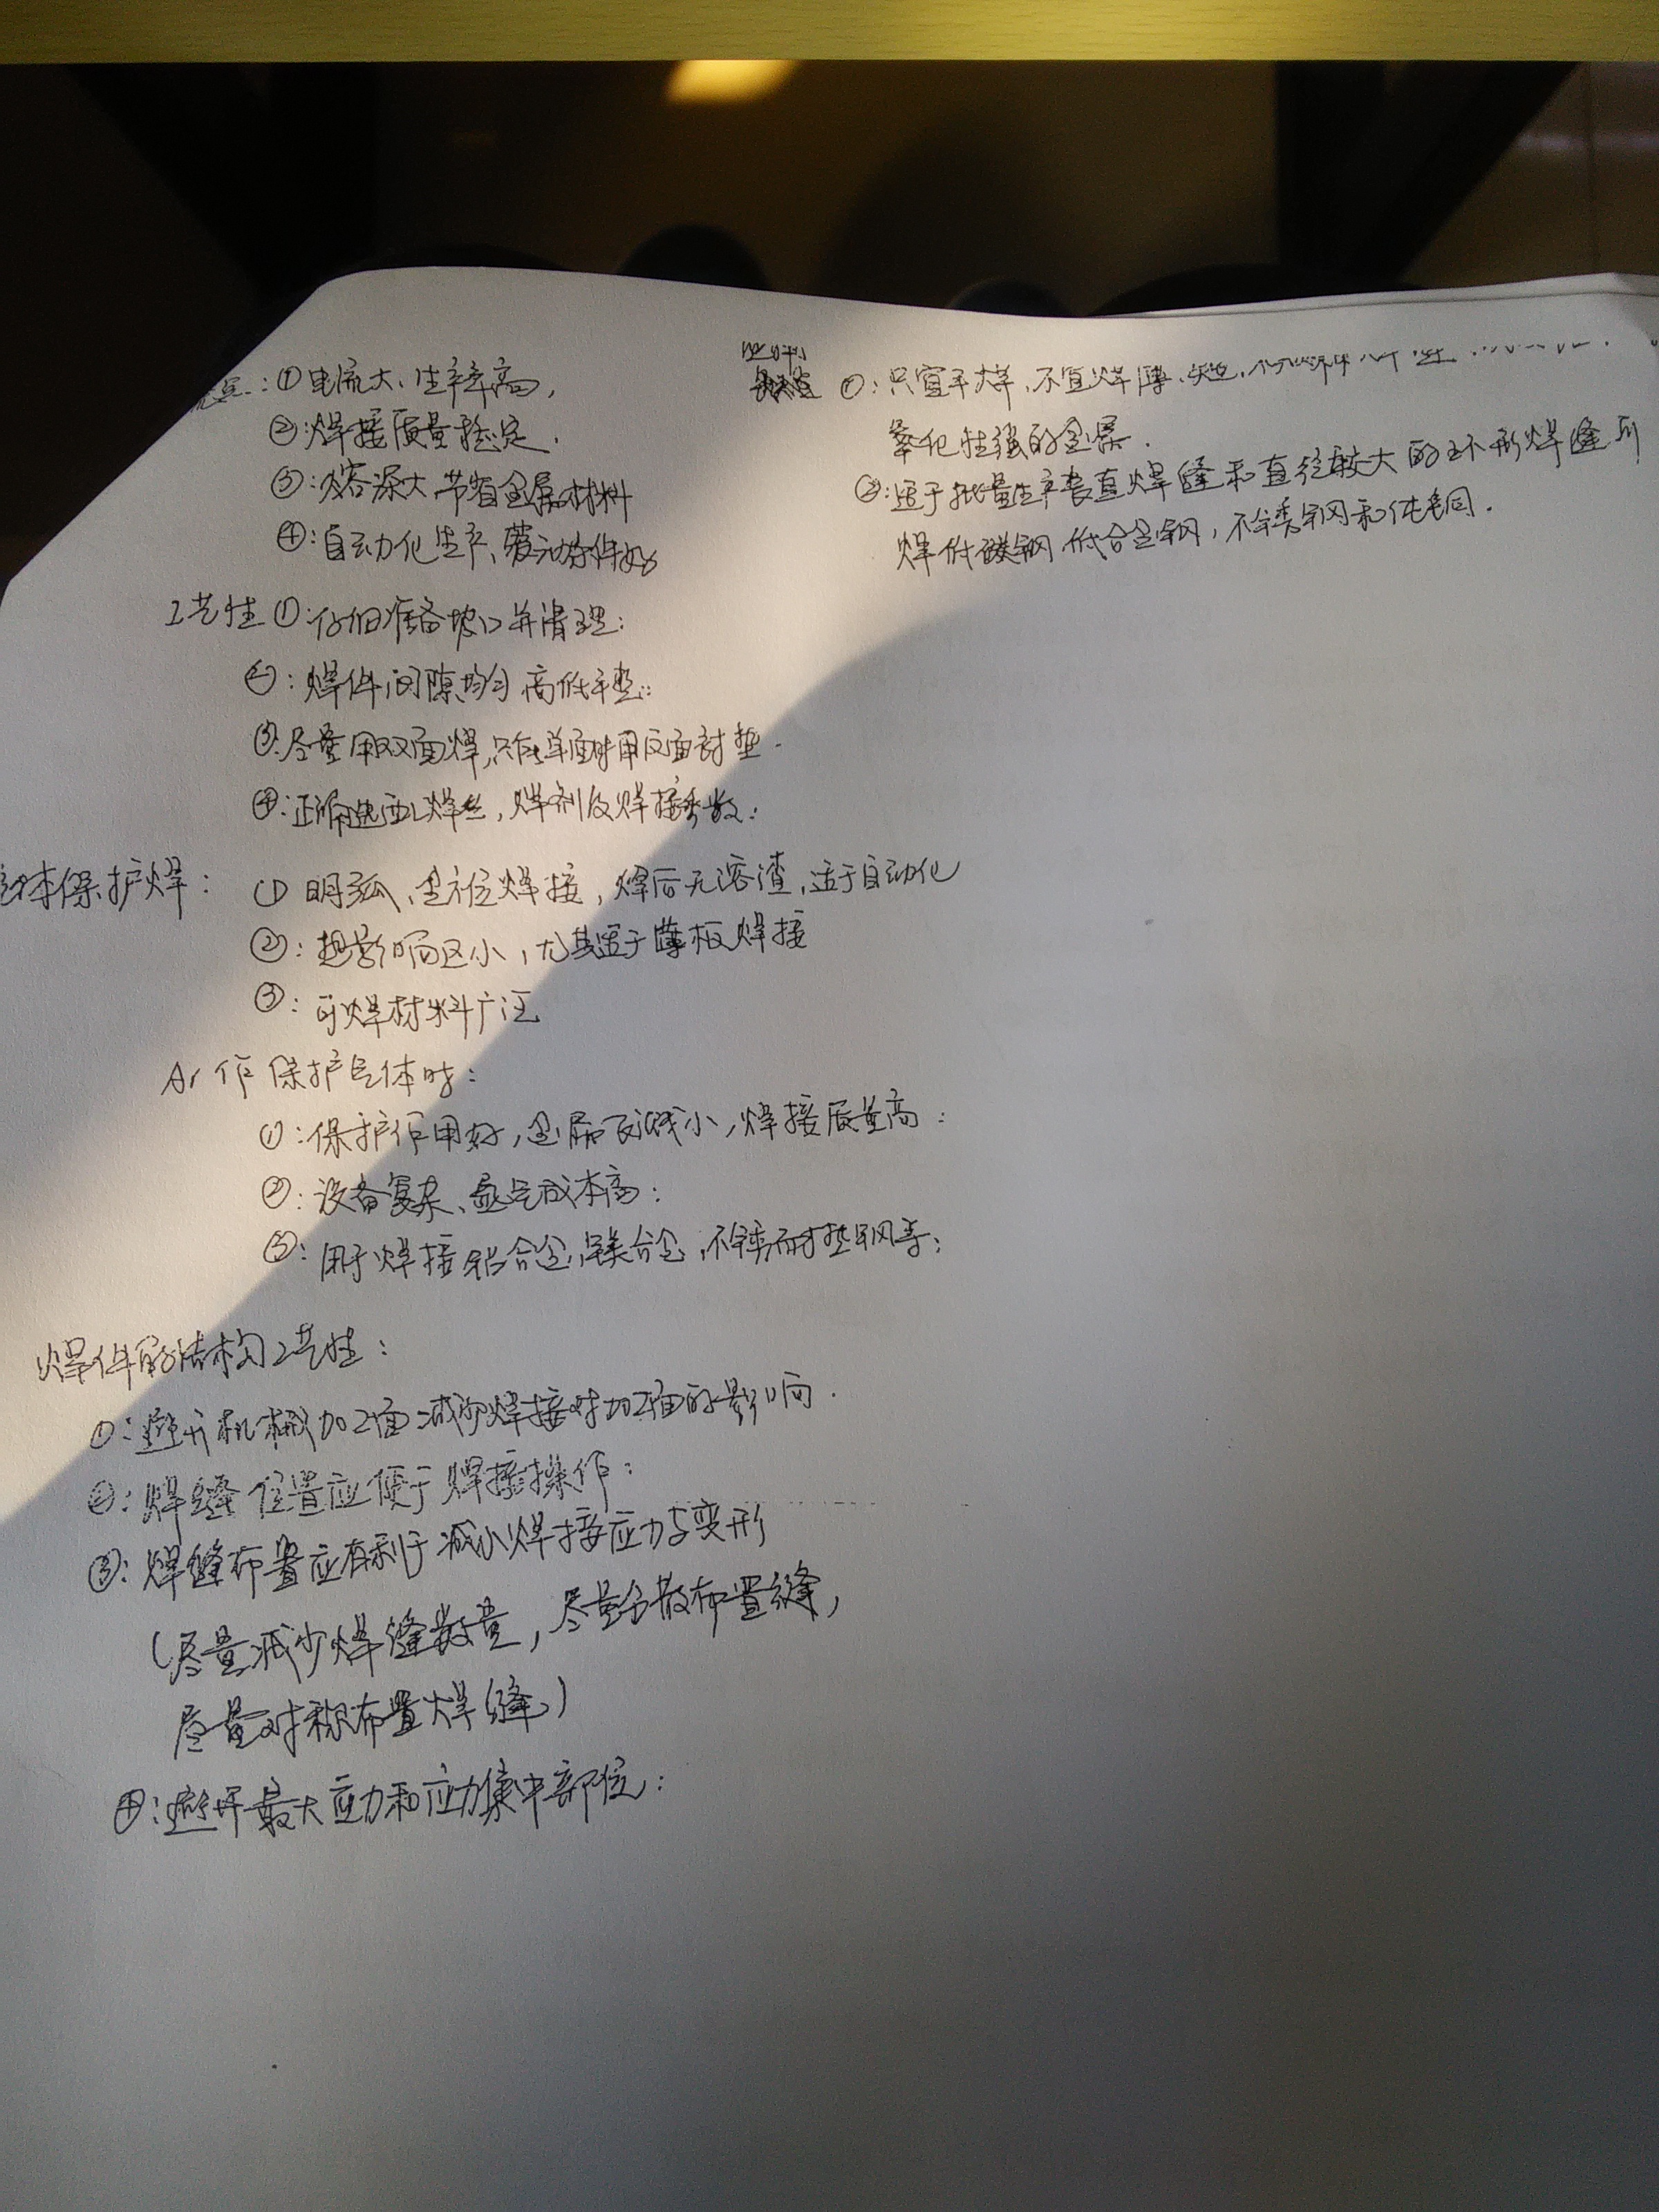 ①电流大、生产率高,
②:焊接质量稳定.
③:熔深大 节省金属材料
④:自动化生产、劳动条件好
①:只宜平焊,不宜焊薄、
氧化性强的金属.
②:适于批量生产长直焊缝和直径较大的环形焊缝可
焊低碳钢,低合金钢,不锈钢和纯铜.
工艺性①:仔细准备坡口并清理;
②:焊件间隙均匀 高低平整;
③:尽量用双面焊,只在单面时用反面衬垫.
④:正确选配焊丝,焊剂及焊接参数;
气体保护焊:
① 明弧、全位焊接,焊后无溶渣,适于自动化
②:热影响区小,尤其适于薄板焊接
③:可焊材料广泛
Ar作保护气体时:
①:保护作用好,金属飞溅小,焊接质量高:
②:设备复杂、氩气成本高:
③:用于焊接铝合金,镁合金,不锈耐热钢等;
焊件的结构工艺性:
①:避开机械加工面 减少焊接对加工面的影响.
②:焊缝位置应便于焊接操作:
③:焊缝布置应有利于减小焊接应力与变形
(尽量减少焊缝数量,尽量分散布置缝,
尽量对称布置焊缝)
④:避开最大应力和应力集中部位: